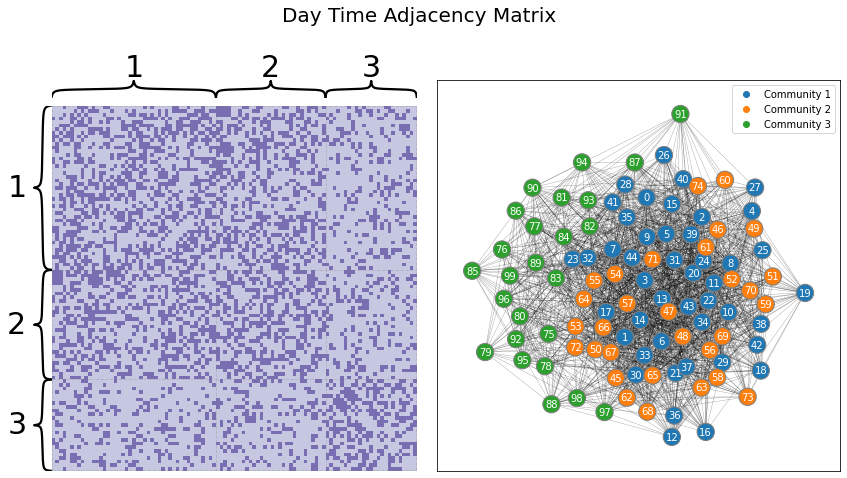 Day Time Adjacency Matrix
1 2 3
1
2
3
Community 1
Community 2
Community 3
91
26
94 87
40 60
90 28 74 27
81 93 41 0 15
86 35 2 4
77 82 9 5 39 46 49
84
76 7 61 25
89 23 32 44 71 31 24 8
85 99 83 55 54 3 20 52 51
11 70
96 64 57 13 22 59 19
80 17 47 43 10
14 34 38
53 66
92 75 1 6 48 69 42
79 72 50 67 33 56
95 78 29
30 65 21 37 18
45 58
88 98 62 63 73
97 68 36
12 16